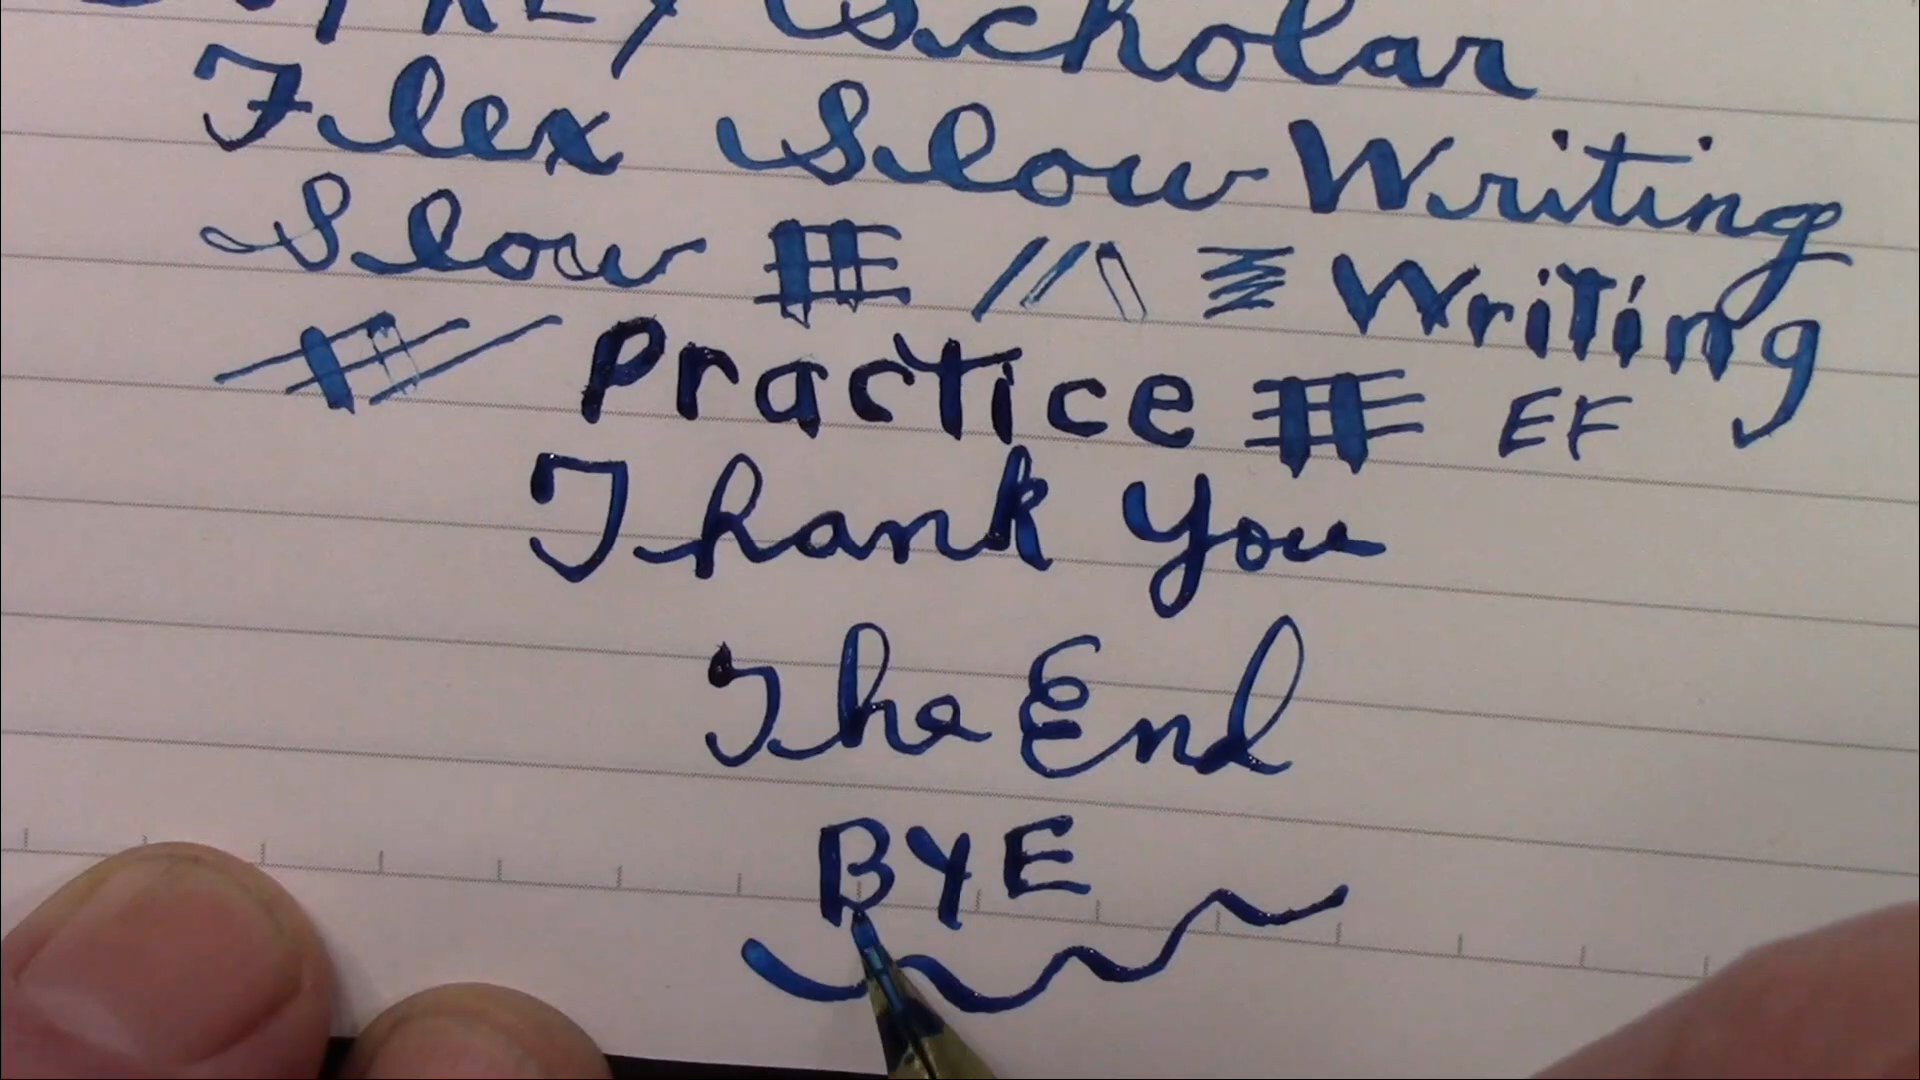 Scholar
Flex Slow Writing
Slow Writing
Practice EF
Thank You
The End
BYE